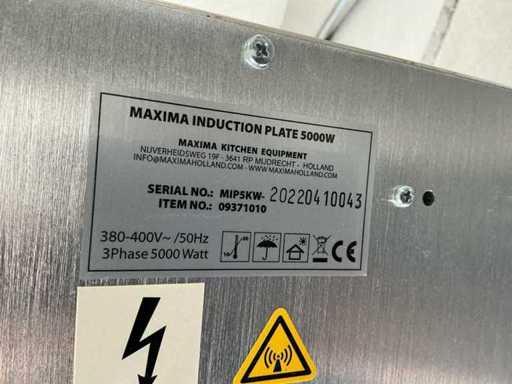 MAXIMA INDUCTION PLATE 5000W
MAXIMA KITCHEN EQUIPMENT
NIJVERHEIDSWEG 19F - 3641 RP MIJDRECHT - HOLLAND
INFO@MAXIMAHOLLAND.COM - WWW.MAXIMAHOLLAND.COM
SERIAL NO.: MIP5KW-20220410043
ITEM NO.: 09371010
380-400V~ /50Hz
3Phase 5000 Watt
CE